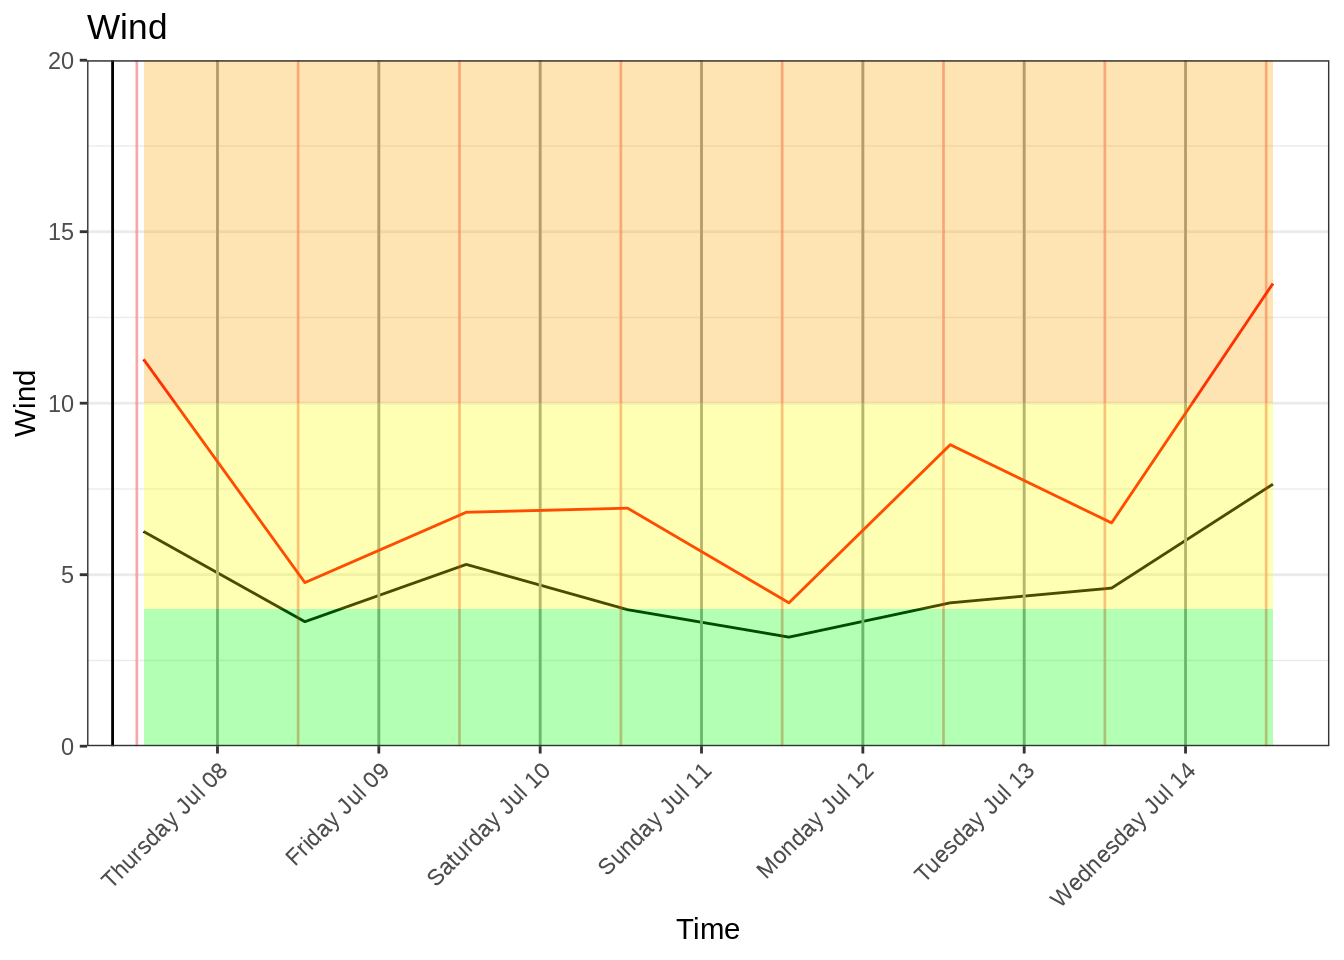 Wind
20
15
10
5
0
Wind
Thursday Jul 08
Friday Jul 09
Saturday Jul 10
Sunday Jul 11
Monday Jul 12
Tuesday Jul 13
Wednesday Jul 14
Time